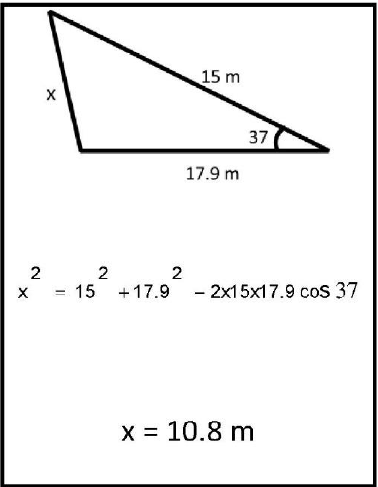 15 m
x
37
17.9 m
x² = 15² + 17.9² – 2x15x17.9 cos 37
x = 10.8 m